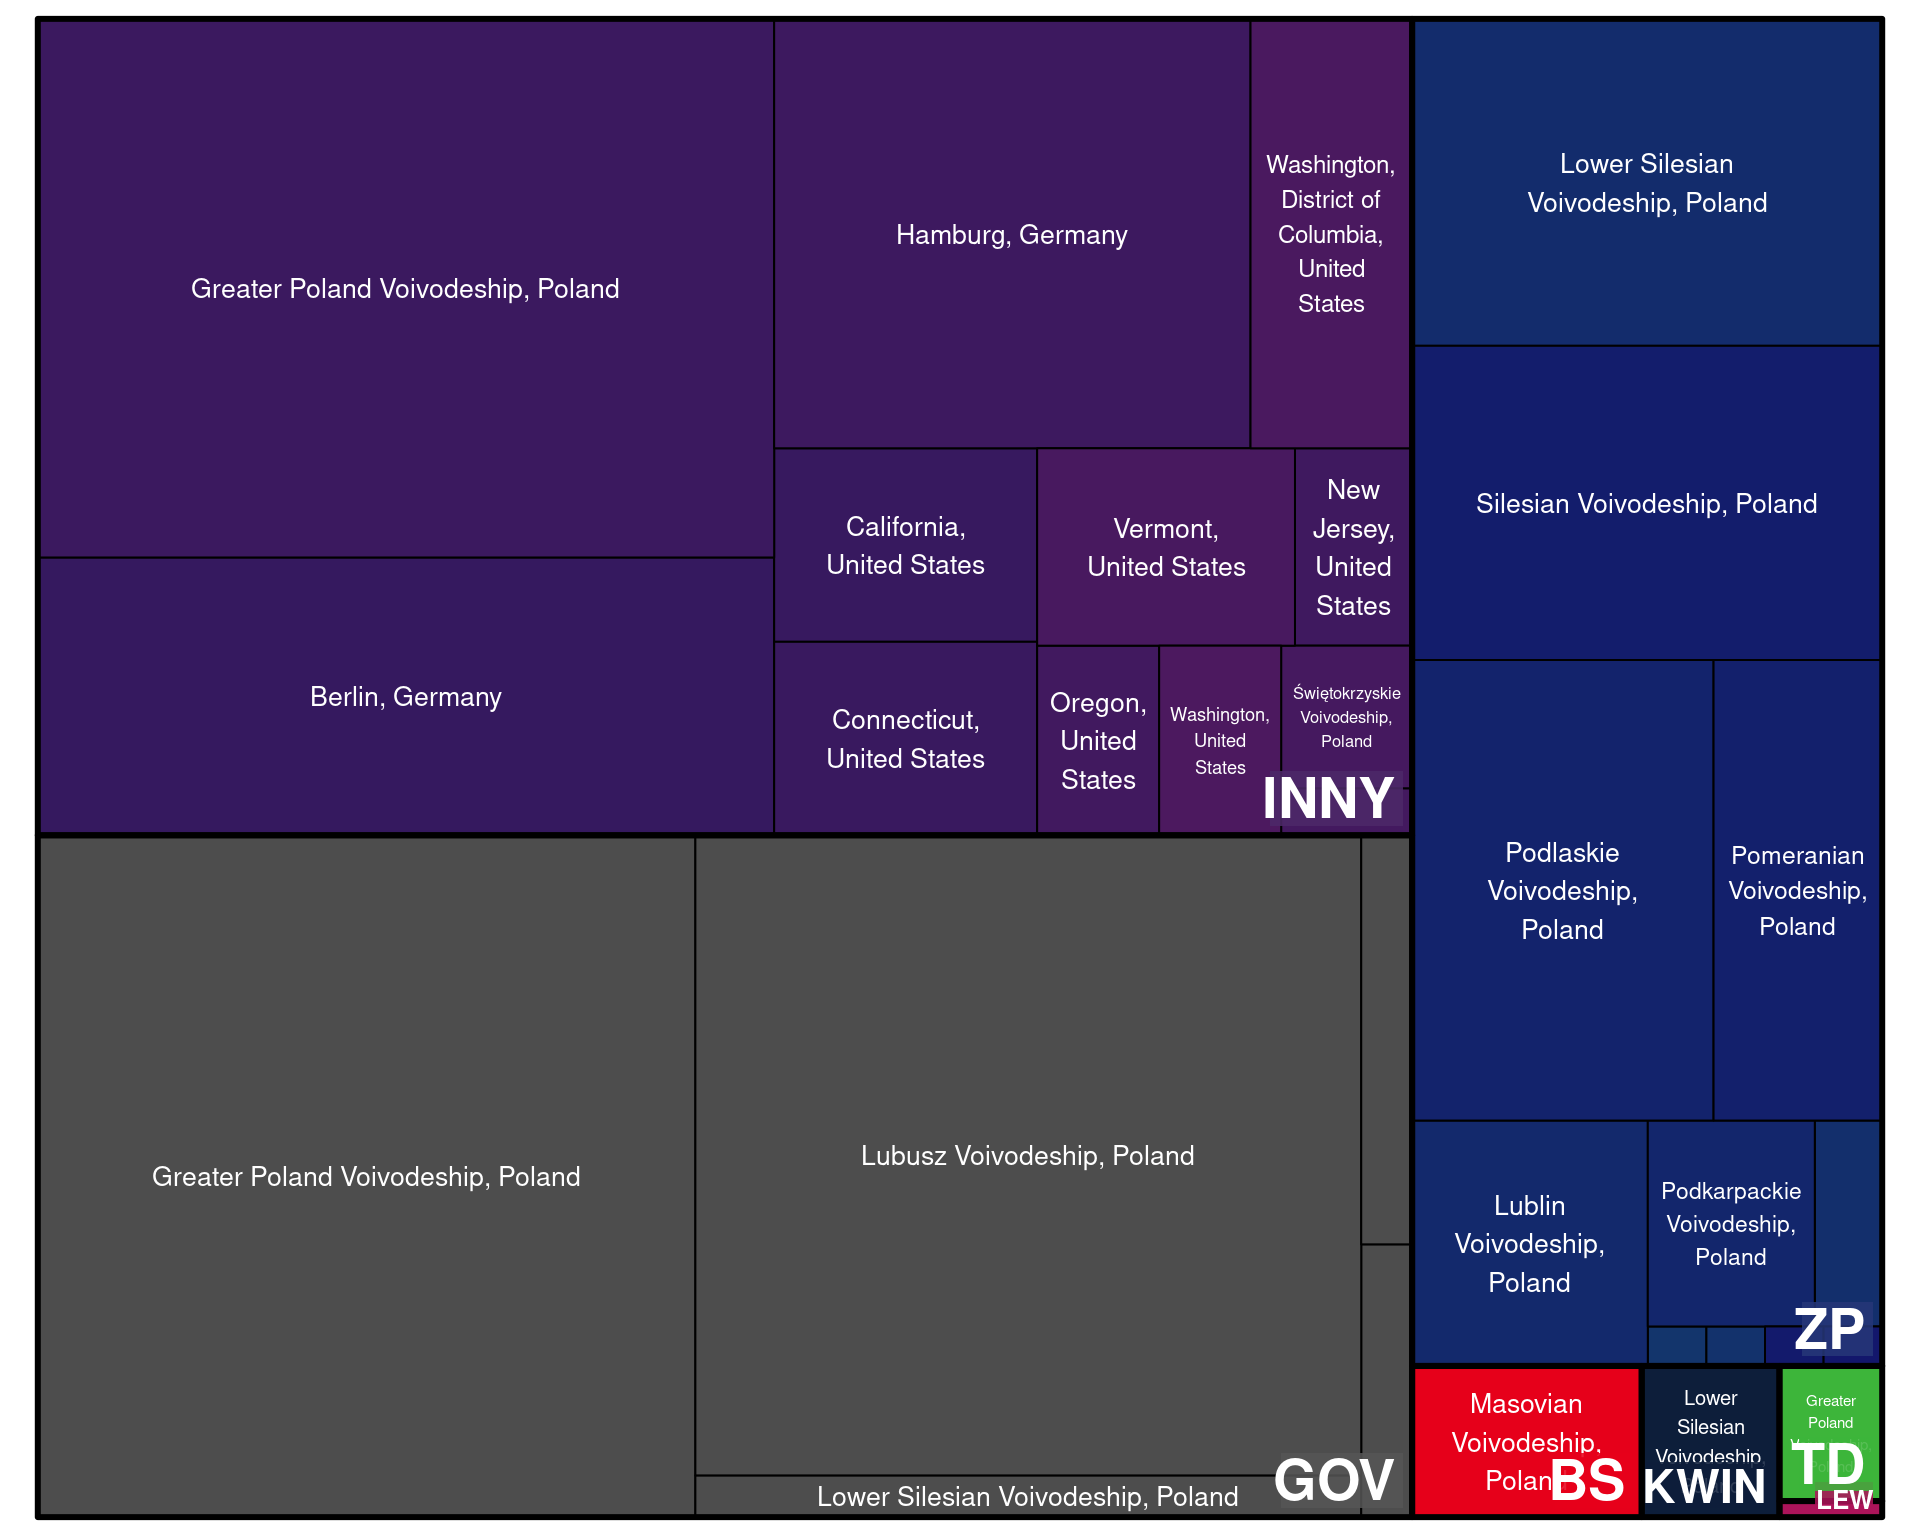 Greater Poland Voivodeship, Poland
Berlin, Germany
Hamburg, Germany
Washington,
District of
Columbia,
United
States
California,
United States
Connecticut,
United States
Vermont,
United States
New
Jersey,
United
States
Oregon,
United
States
Washington,
United
States
Świętokrzyskie
Voivodeship,
Poland
INNY
Greater Poland Voivodeship, Poland
Lubusz Voivodeship, Poland
Lower Silesian Voivodeship, Poland
GOV
Lower Silesian
Voivodeship, Poland
Silesian Voivodeship, Poland
Podlaskie
Voivodeship,
Poland
Pomeranian
Voivodeship,
Poland
Lublin
Voivodeship,
Poland
Podkarpackie
Voivodeship,
Poland
ZP
Masovian
Voivodeship,
Poland
BS
Lower
Silesian
Voivodeship,
KWIN
Greater
Poland
TD
LEW